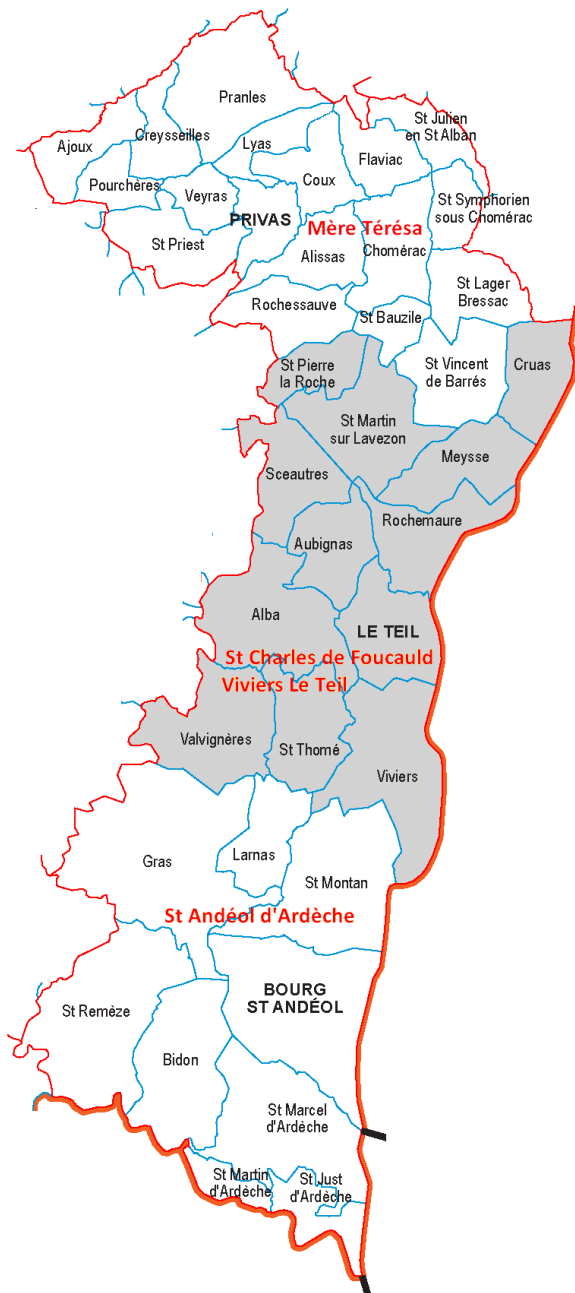 Pranles
St Julien
en St Alban
Creysseilles
Ajoux
Lyas
Flaviac
Coux
Pourchères
Veyras
St Symphorien
sous Chomérac
PRIVAS
Mère Térésa
St Priest
Alissas
Chomérac
St Lager
Bressac
Rochessauve
St Bauzile
St Pierre
la Roche
St Vincent
de Barrés
Cruas
St Martin
sur Lavezon
Meysse
Sceautres
Rochemaure
Aubignas
Alba
LE TEIL
St Charles de Foucauld
Viviers Le Teil
Valvignères
St Thomé
Viviers
Gras
Larnas
St Montan
St Andéol d'Ardèche
BOURG
ST ANDÉOL
St Remèze
Bidon
St Marcel
d'Ardèche
St Martin
d'Ardèche
St Just
d'Ardèche